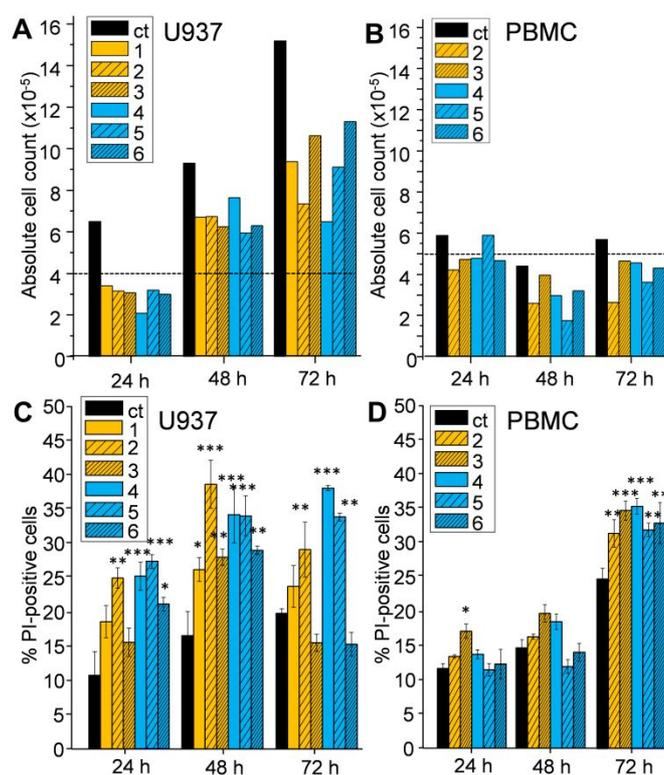 A
U937
ct
1
2
3
4
5
6
Absolute cell count (x10-5)
16
14
12
10
8
6
4
2
0
24 h 48 h 72 h
B
PBMC
ct
2
3
4
5
6
Absolute cell count (x10-5)
16
14
12
10
8
6
4
2
0
24 h 48 h 72 h
C
U937
ct
1
2
3
4
5
6
% PI-positive cells
50
45
40
35
30
25
20
15
10
5
0
** *** *** *
* *** ** *** *** **
** *** **
24 h 48 h 72 h
D
PBMC
ct
2
3
4
5
6
% PI-positive cells
50
45
40
35
30
25
20
15
10
5
0
*
** *** *** ** **
24 h 48 h 72 h